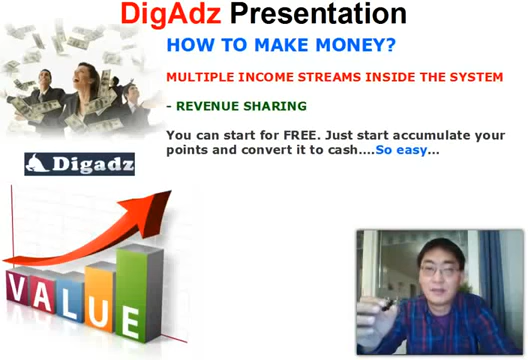 DigAdz Presentation
HOW TO MAKE MONEY?
MULTIPLE INCOME STREAMS INSIDE THE SYSTEM
- REVENUE SHARING
You can start for FREE. Just start accumulate your
points and convert it to cash....So easy...
Digadz
VALUE